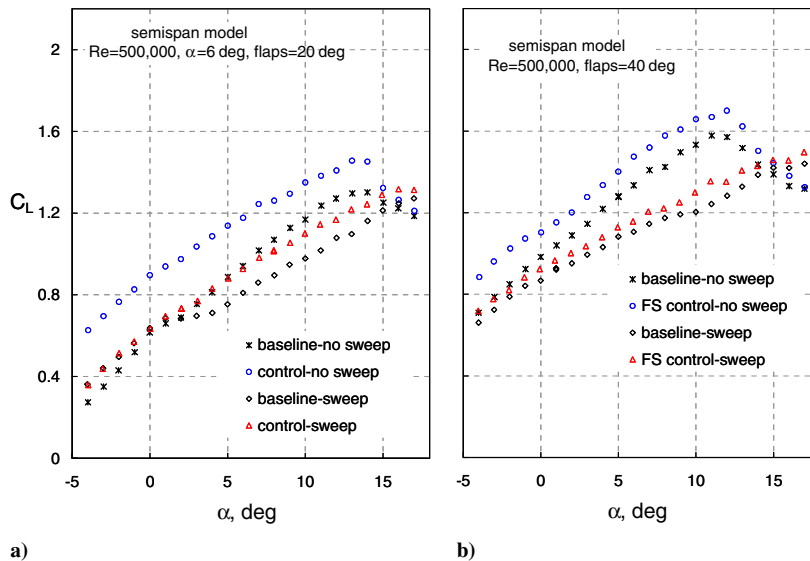 semispan model
Re=500,000, α=6 deg, flaps=20 deg
2
1.6
C_L
1.2
0.8
0.4
0
baseline-no sweep
control-no sweep
baseline-sweep
control-sweep
-5
0
5
10
15
α, deg
a)
semispan model
Re=500,000, flaps=40 deg
baseline-no sweep
FS control-no sweep
baseline-sweep
FS control-sweep
-5
0
5
10
15
α, deg
b)